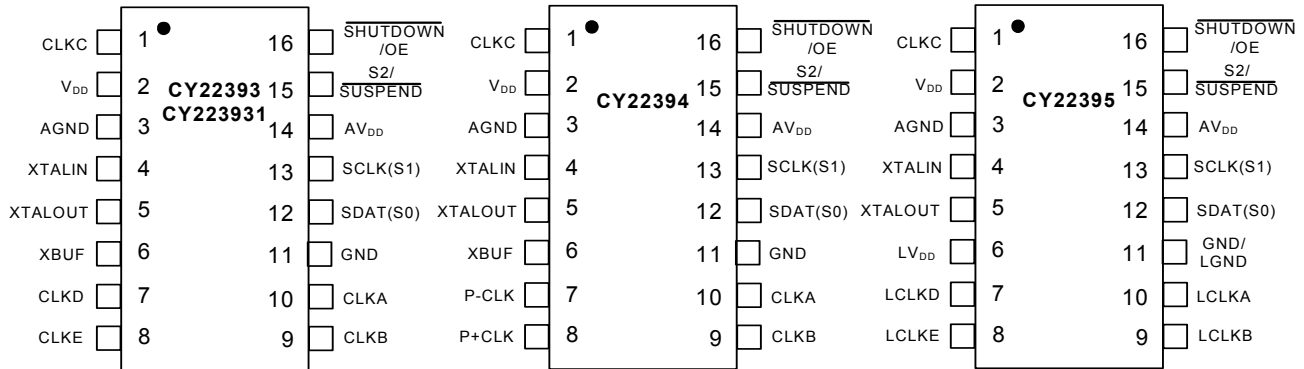 CLKC 1 16 SHUTDOWN
/OE
VDD 2 CY22393 15 S2/
SUSPEND
CY223931
AGND 3 14 AVDD
XTALIN 4 13 SCLK(S1)
XTALOUT 5 12 SDAT(S0)
XBUF 6 11 GND
CLKD 7 10 CLKA
CLKE 8 9 CLKB
CLKC 1 16 SHUTDOWN
/OE
VDD 2 CY22394 15 S2/
SUSPEND
AGND 3 14 AVDD
XTALIN 4 13 SCLK(S1)
XTALOUT 5 12 SDAT(S0)
XBUF 6 11 GND
P-CLK 7 10 CLKA
P+CLK 8 9 CLKB
CLKC 1 16 SHUTDOWN
/OE
VDD 2 CY22395 15 S2/
SUSPEND
AGND 3 14 AVDD
XTALIN 4 13 SCLK(S1)
XTALOUT 5 12 SDAT(S0)
LVDD 6 11 GND/
LGND
LCLKD 7 10 LCLKA
LCLKE 8 9 LCLKB